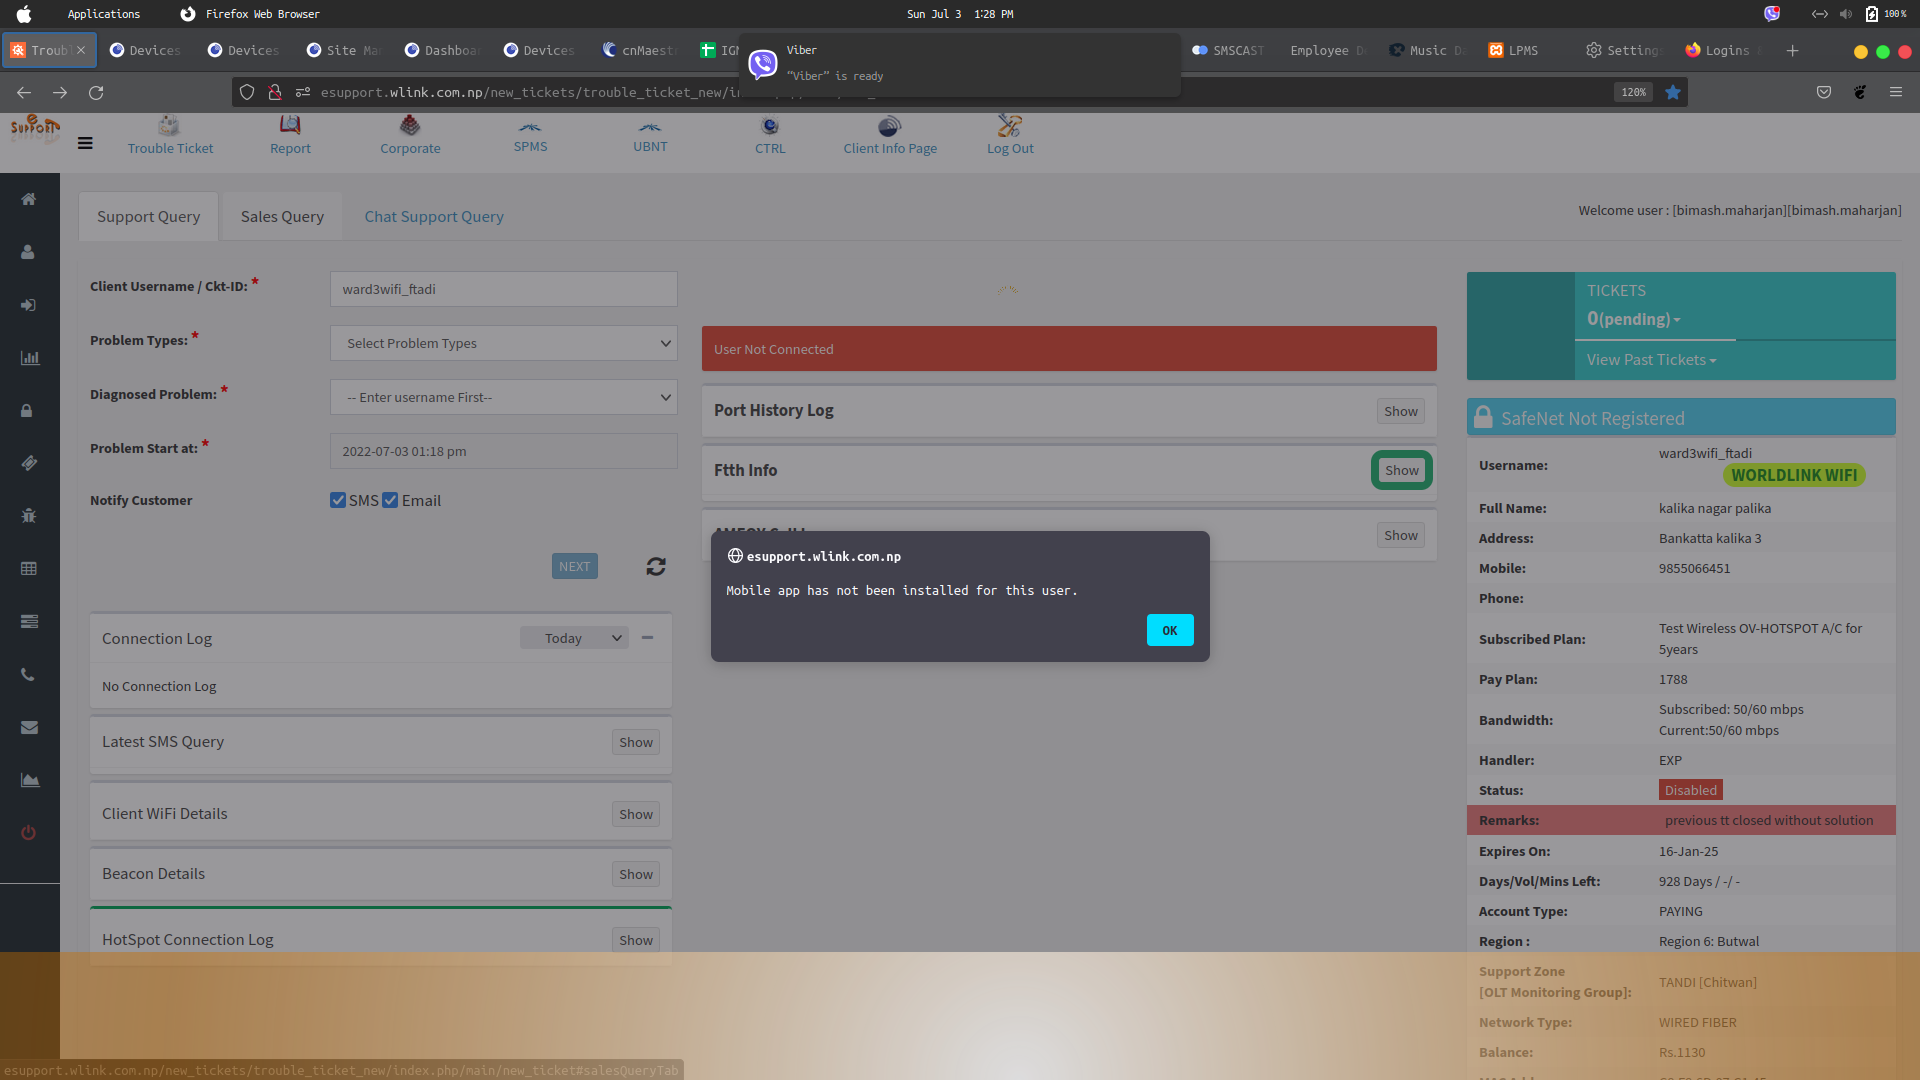 Applications
Firefox Web Browser
Sun Jul 3 1:28 PM
100 %
Troub
Devices
Devices
Site Ma
Dashboa
Devices
cnMaest
IGN
SMSCAST
Employee D
Music Da
LPMS
Setting
Logins
Viber
“Viber” is ready
esupport.wlink.com.np/new_tickets/trouble_ticket_new/in
120%
Support
Trouble Ticket
Report
Corporate
SPMS
UBNT
CTRL
Client Info Page
Log Out
Support Query
Sales Query
Chat Support Query
Welcome user : [bimash.maharjan][bimash.maharjan]
Client Username / Ckt-ID: *
ward3wifi_ftadi
Problem Types: *
Select Problem Types
Diagnosed Problem: *
-- Enter username First--
Problem Start at: *
2022-07-03 01:18 pm
Notify Customer
SMS
Email
NEXT
Connection Log
Today
No Connection Log
Latest SMS Query
Show
Client WiFi Details
Show
Beacon Details
Show
HotSpot Connection Log
Show
User Not Connected
Port History Log
Show
Ftth Info
Show
Show
esupport.wlink.com.np
Mobile app has not been installed for this user.
OK
TICKETS
0(pending)
View Past Tickets
SafeNet Not Registered
Username:
ward3wifi_ftadi
WORLDLINK WIFI
Full Name:
kalika nagar palika
Address:
Bankatta kalika 3
Mobile:
9855066451
Phone:
Subscribed Plan:
Test Wireless OV-HOTSPOT A/C for
5years
Pay Plan:
1788
Bandwidth:
Subscribed: 50/60 mbps
Current:50/60 mbps
Handler:
EXP
Status:
Disabled
Remarks:
previous tt closed without solution
Expires On:
16-Jan-25
Days/Vol/Mins Left:
928 Days / -/ -
Account Type:
PAYING
Region :
Region 6: Butwal
Support Zone
[OLT Monitoring Group]:
TANDI [Chitwan]
Network Type:
WIRED FIBER
Balance:
Rs.1130
esupport.wlink.com.np/new_tickets/trouble_ticket_new/index.php/main/new_ticket#salesQueryTab